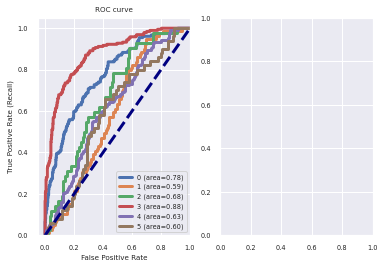 ROC curve
1.0
0.8
0.6
0.4
0.2
0.0
True Positive Rate (Recall)
0 (area=0.78)
1 (area=0.59)
2 (area=0.68)
3 (area=0.88)
4 (area=0.63)
5 (area=0.60)
0.0 0.2 0.4 0.6 0.8 1.0
False Positive Rate
1.0
0.8
0.6
0.4
0.2
0.0
0.0 0.2 0.4 0.6 0.8 1.0